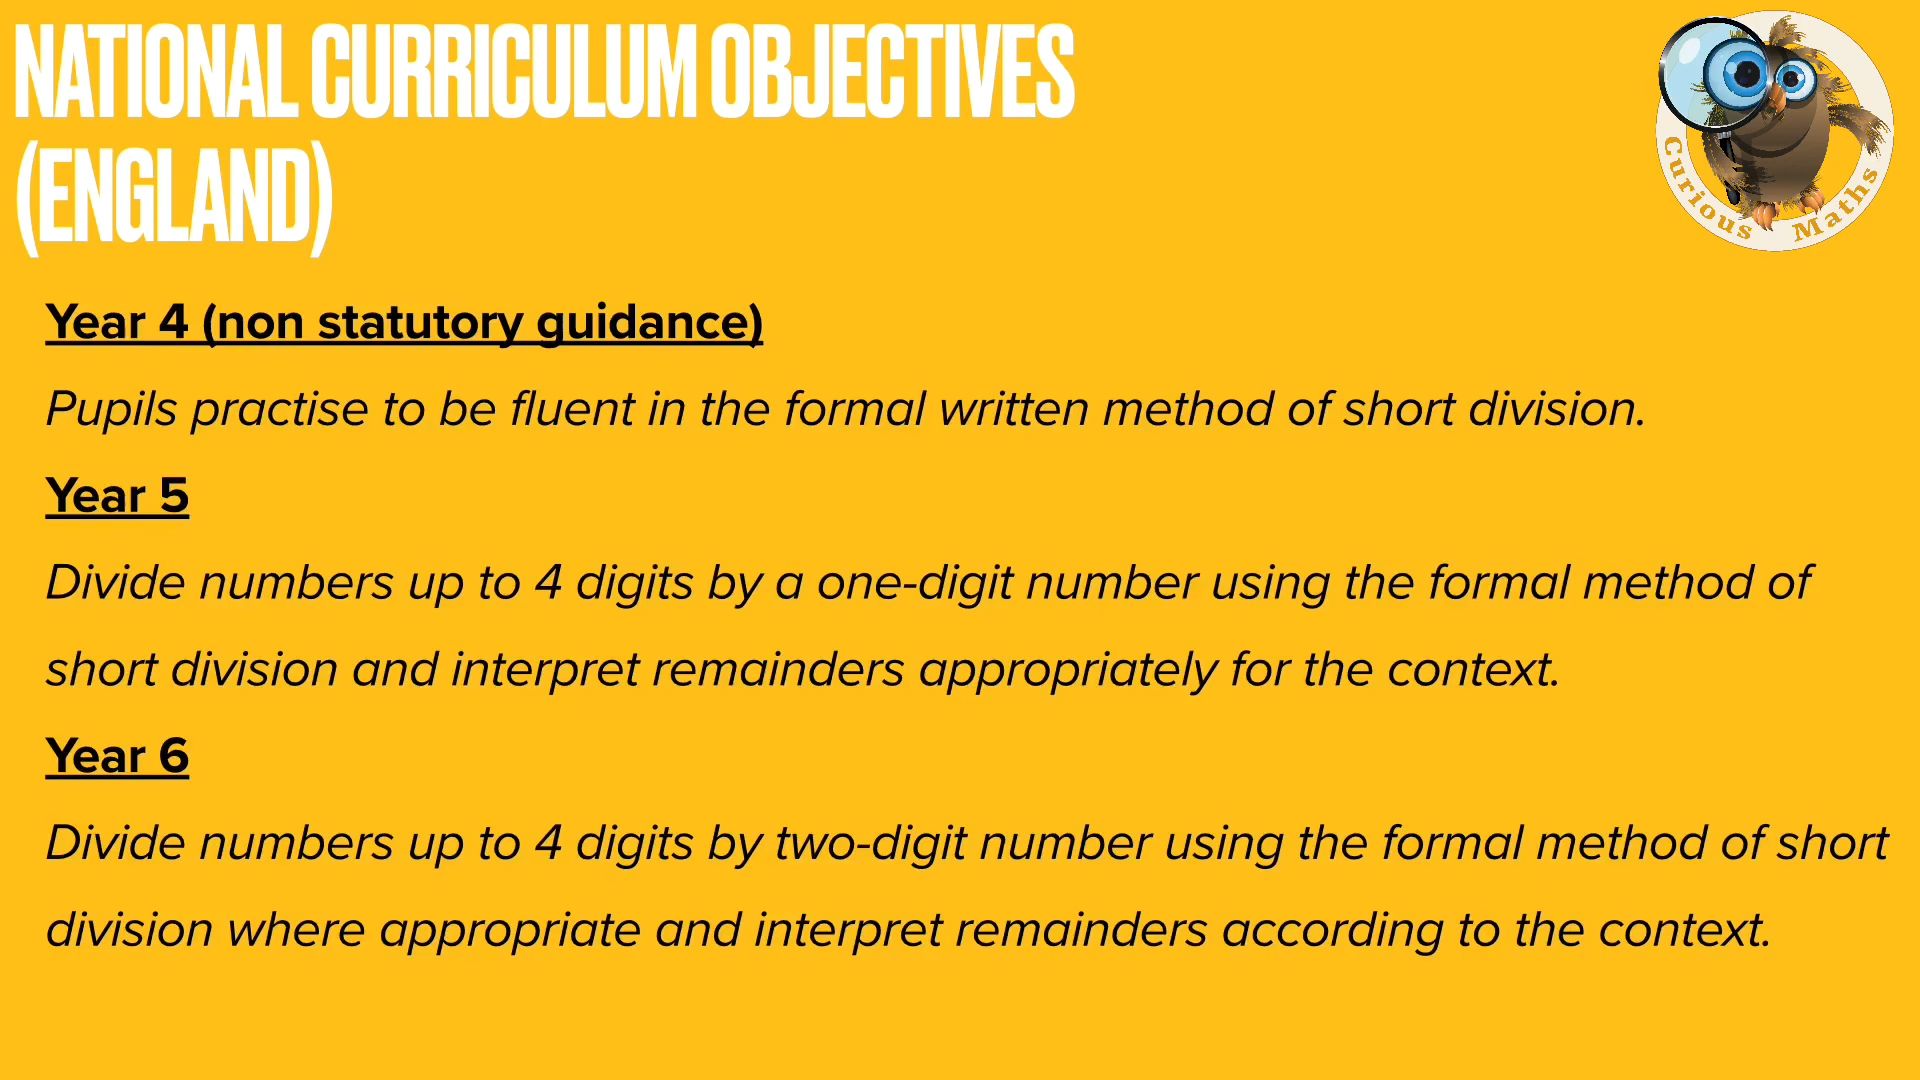 NATIONAL CURRICULUM OBJECTIVES
(ENGLAND)
Curious Maths
Year 4 (non statutory guidance)
Pupils practise to be fluent in the formal written method of short division.
Year 5
Divide numbers up to 4 digits by a one-digit number using the formal method of
short division and interpret remainders appropriately for the context.
Year 6
Divide numbers up to 4 digits by two-digit number using the formal method of short
division where appropriate and interpret remainders according to the context.